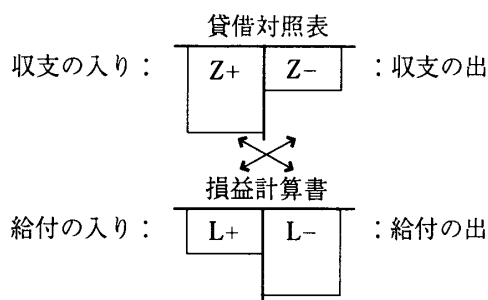 貸借対照表
収支の入り： Z+ Z− ：収支の出
損益計算書
給付の入り： L+ L− ：給付の出